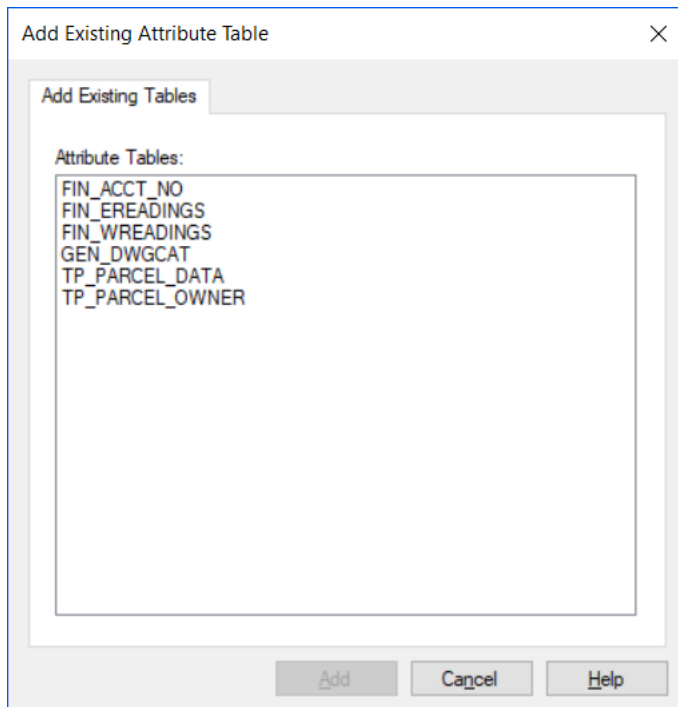 Add Existing Attribute Table
Add Existing Tables
Attribute Tables:
FIN_ACCT_NO
FIN_EREADINGS
FIN_WREADINGS
GEN_DWGCAT
TP_PARCEL_DATA
TP_PARCEL_OWNER
Add Cancel Help